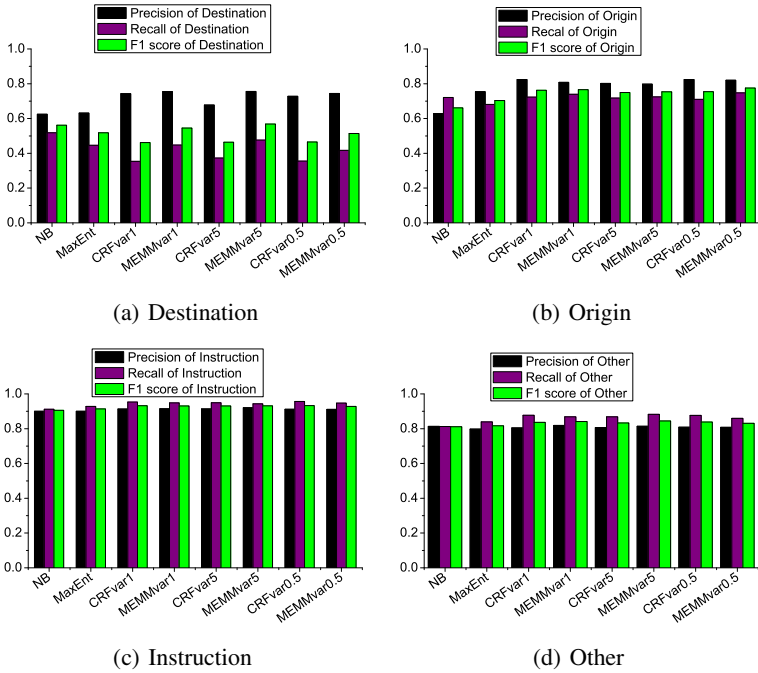 Precision of Destination
Recall of Destination
F1 score of Destination
1.0
0.8
0.6
0.4
0.2
0.0
NB
MaxEnt
CRFvar1
MEMMvar1
CRFvar5
MEMMvar5
CRFvar0.5
MEMMvar0.5
(a) Destination
Precision of Origin
Recal of Origin
F1 score of Origin
1.0
0.8
0.6
0.4
0.2
0.0
NB
MaxEnt
CRFvar1
MEMMvar1
CRFvar5
MEMMvar5
CRFvar0.5
MEMMvar0.5
(b) Origin
Precision of Instruction
Recall of Instruction
F1 score of Instruction
1.0
0.8
0.6
0.4
0.2
0.0
NB
MaxEnt
CRFvar1
MEMMvar1
CRFvar5
MEMMvar5
CRFvar0.5
MEMMvar0.5
(c) Instruction
Precision of Other
Recall of Other
F1 score of Other
1.0
0.8
0.6
0.4
0.2
0.0
NB
MaxEnt
CRFvar1
MEMMvar1
CRFvar5
MEMMvar5
CRFvar0.5
MEMMvar0.5
(d) Other